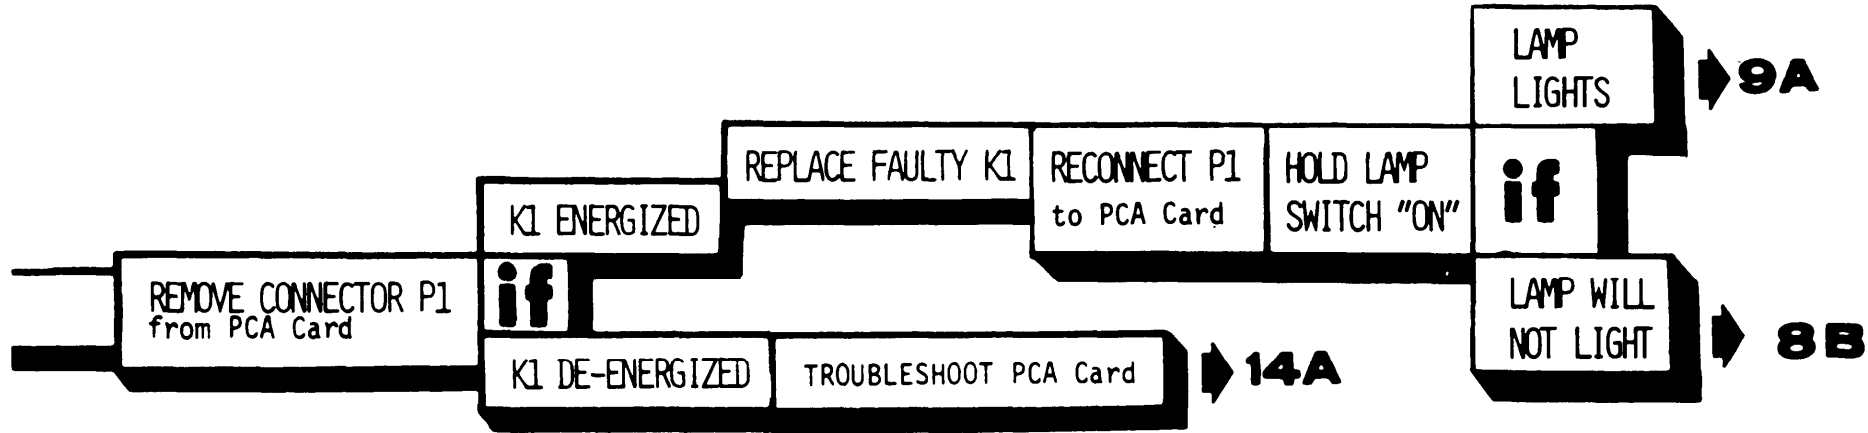 REMOVE CONNECTOR P1
from PCA Card
if
K1 ENERGIZED
REPLACE FAULTY K1
RECONNECT P1
to PCA Card
HOLD LAMP
SWITCH "ON"
if
LAMP
LIGHTS
9A
LAMP WILL
NOT LIGHT
8B
K1 DE-ENERGIZED
TROUBLESHOOT PCA Card
14A